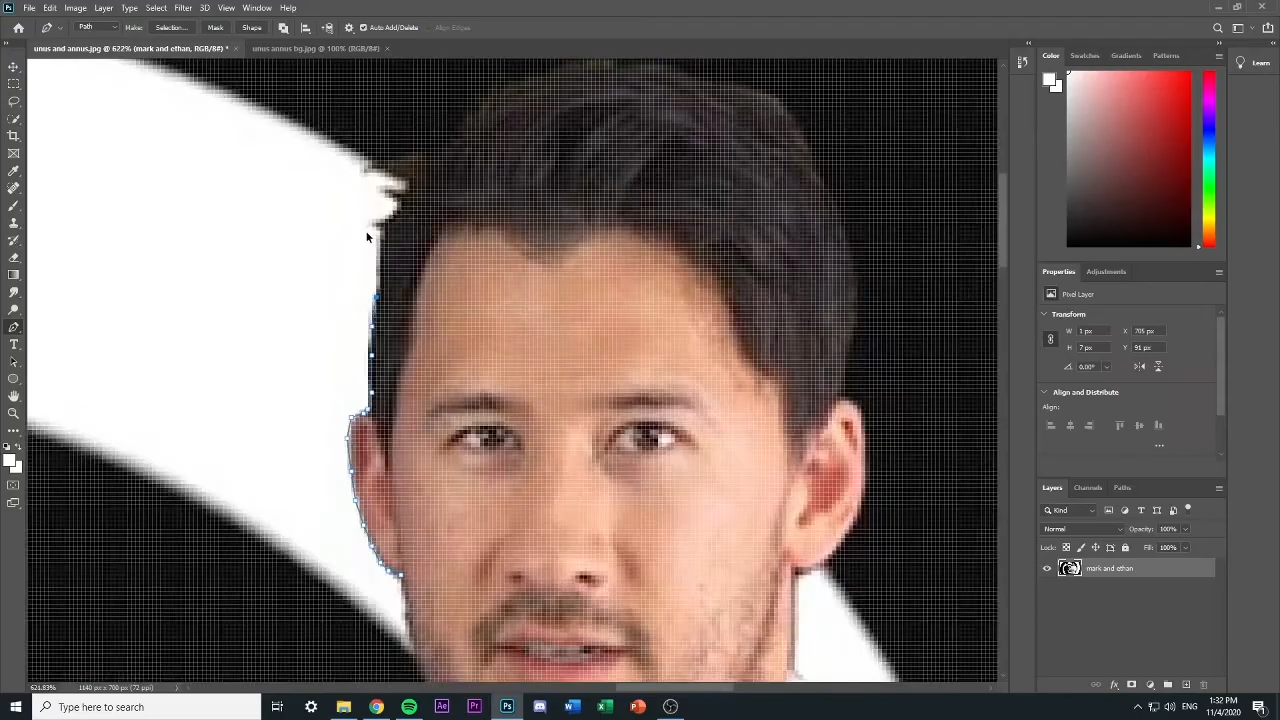 File Edit Image Layer Type Select Filter 3D View Window Help
Path Make: Selection... Mask Shape Auto Add/Delete Align Edges
unus and annus.jpg @ 622% (mark and ethan, RGB/8#) * × unus annus bg.jpg @ 100% (RGB/8#) ×
Color Swatches Gradients Patterns
Learn
Properties Adjustments
Pixel Layer
Transform
W 1 px X 705 px
H 7 px Y 91 px
0.00°
Align and Distribute
Align:
Layers Channels Paths
Kind
Normal Opacity: 100%
Lock: Fill: 100%
mark and ethan
621.83% 1140 px x 700 px (72 ppi)
Type here to search
Ae Pr Ps
1:32 PM
11/4/2020